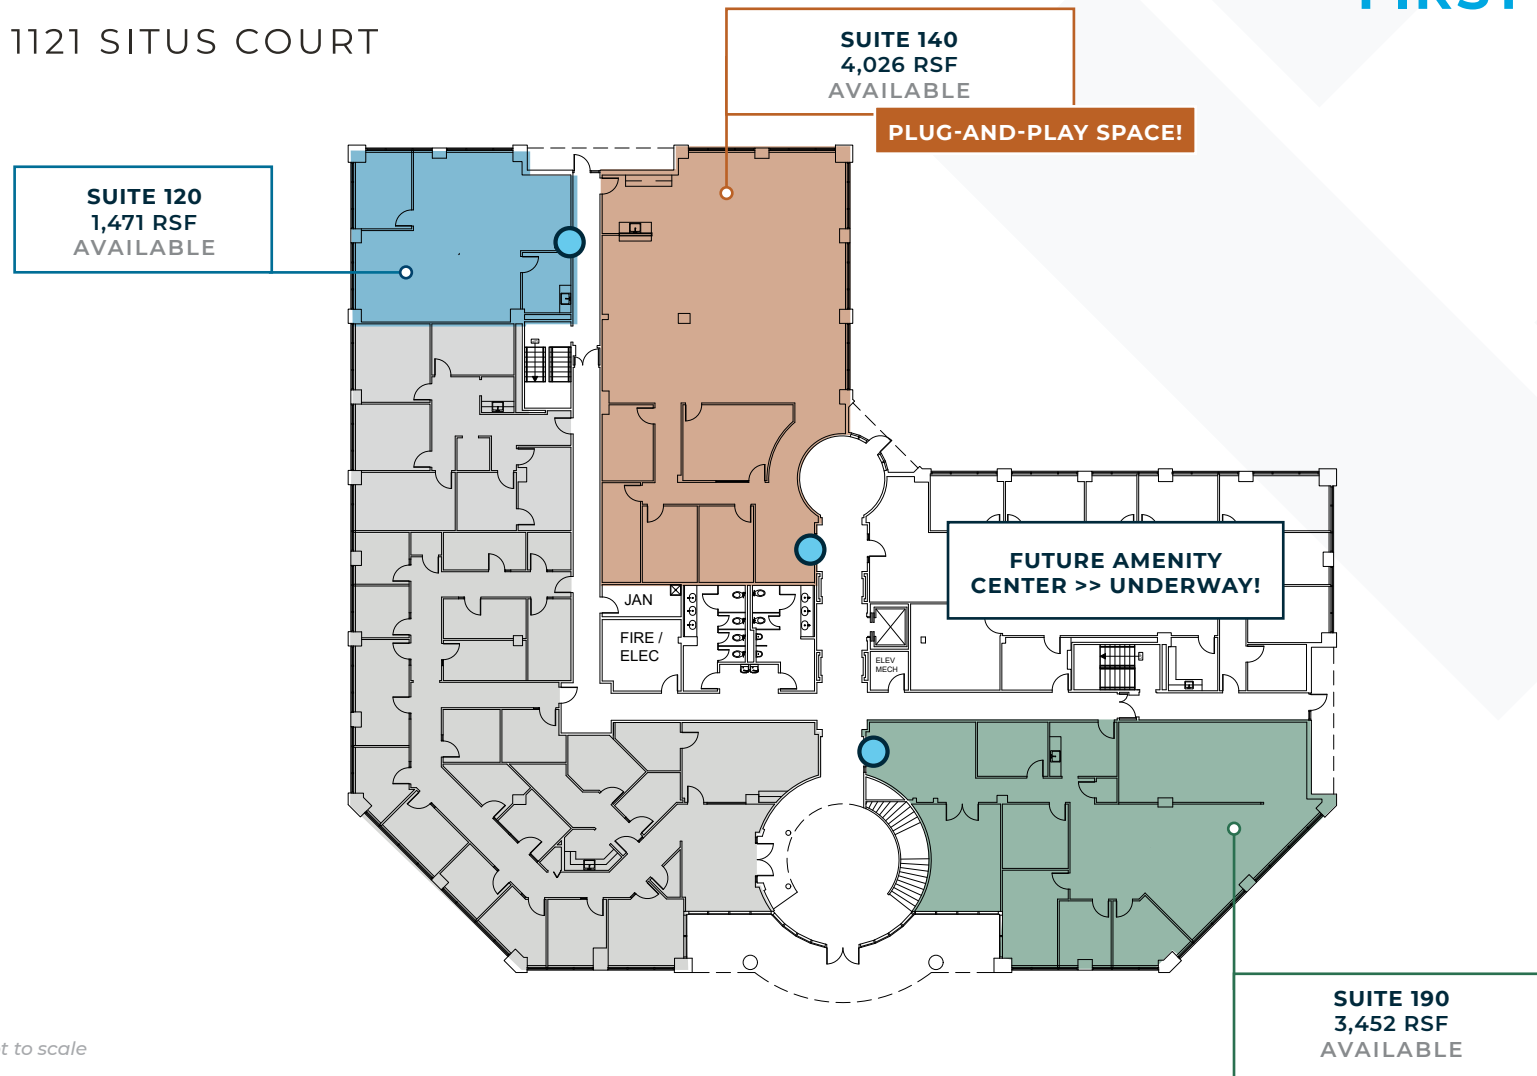 FIRST
1121 SITUS COURT
SUITE 140
4,026 RSF
AVAILABLE
PLUG-AND-PLAY SPACE!
SUITE 120
1,471 RSF
AVAILABLE
FUTURE AMENITY
CENTER >> UNDERWAY!
JAN
FIRE /
ELEC
ELEV
MECH
SUITE 190
3,452 RSF
AVAILABLE
to scale